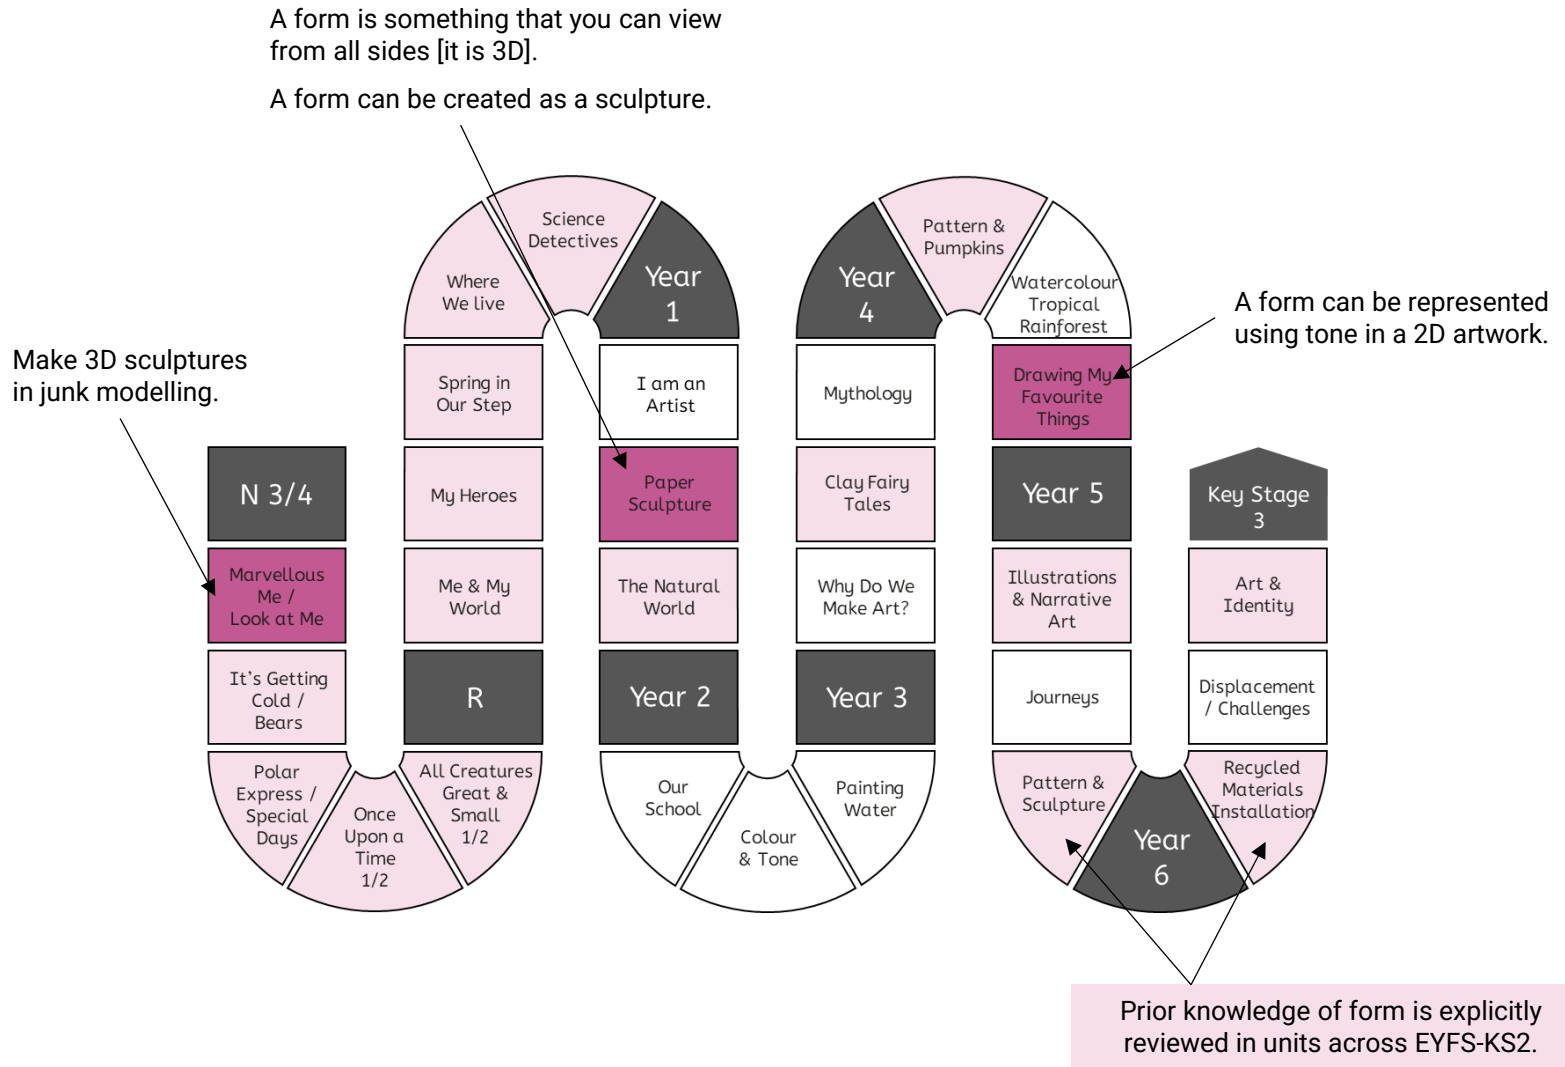 A form is something that you can view
from all sides [it is 3D].
A form can be created as a sculpture.
Make 3D sculptures
in junk modelling.
N 3/4
Marvellous
Me /
Look at Me
It's Getting
Cold /
Bears
Polar
Express /
Special
Days
Once
Upon a
Time
1/2
All Creatures
Great &
Small
1/2
R
Me & My
World
My Heroes
Spring in
Our Step
Where
We live
Science
Detectives
Year
1
I am an
Artist
Paper
Sculpture
The Natural
World
Year 2
Our
School
Colour
& Tone
Painting
Water
Year 3
Why Do We
Make Art?
Clay Fairy
Tales
Mythology
Year
4
Pattern &
Pumpkins
Watercolour
Tropical
Rainforest
Drawing My
Favourite
Things
A form can be represented
using tone in a 2D artwork.
Year 5
Illustrations
& Narrative
Art
Journeys
Pattern &
Sculpture
Year
6
Recycled
Materials
Installation
Displacement
/ Challenges
Art &
Identity
Key Stage
3
Prior knowledge of form is explicitly
reviewed in units across EYFS-KS2.